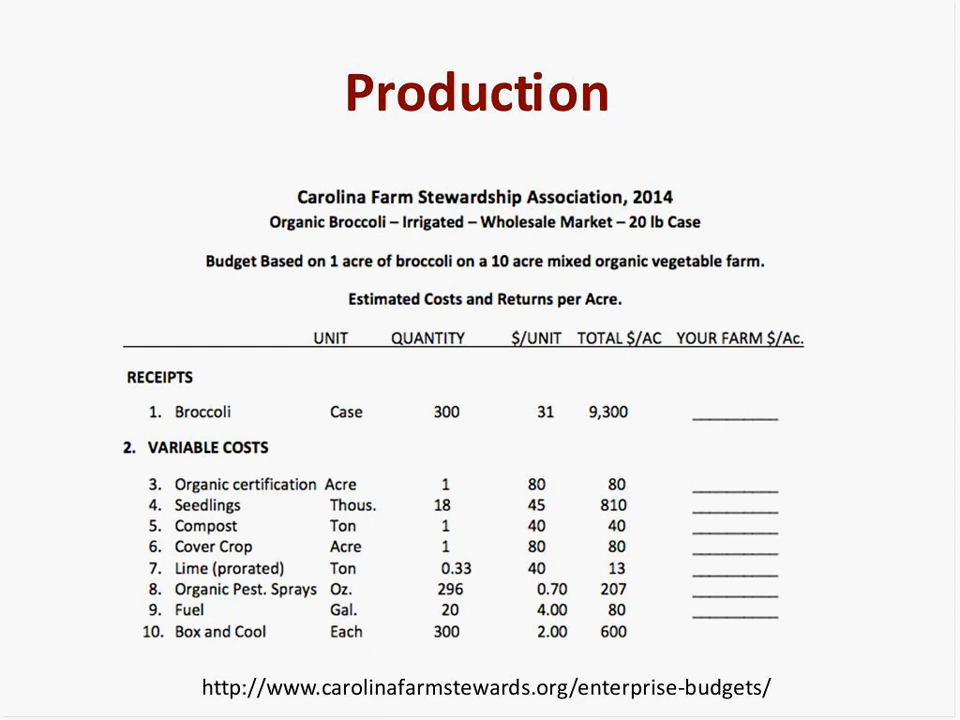 Production
Carolina Farm Stewardship Association, 2014
Organic Broccoli – Irrigated – Wholesale Market – 20 lb Case
Budget Based on 1 acre of broccoli on a 10 acre mixed organic vegetable farm.
Estimated Costs and Returns per Acre.
UNIT QUANTITY $/UNIT TOTAL $/AC YOUR FARM $/Ac.
RECEIPTS
1. Broccoli Case 300 31 9,300
2. VARIABLE COSTS
3. Organic certification Acre 1 80 80
4. Seedlings Thous. 18 45 810
5. Compost Ton 1 40 40
6. Cover Crop Acre 1 80 80
7. Lime (prorated) Ton 0.33 40 13
8. Organic Pest. Sprays Oz. 296 0.70 207
9. Fuel Gal. 20 4.00 80
10. Box and Cool Each 300 2.00 600
http://www.carolinafarmstewards.org/enterprise-budgets/